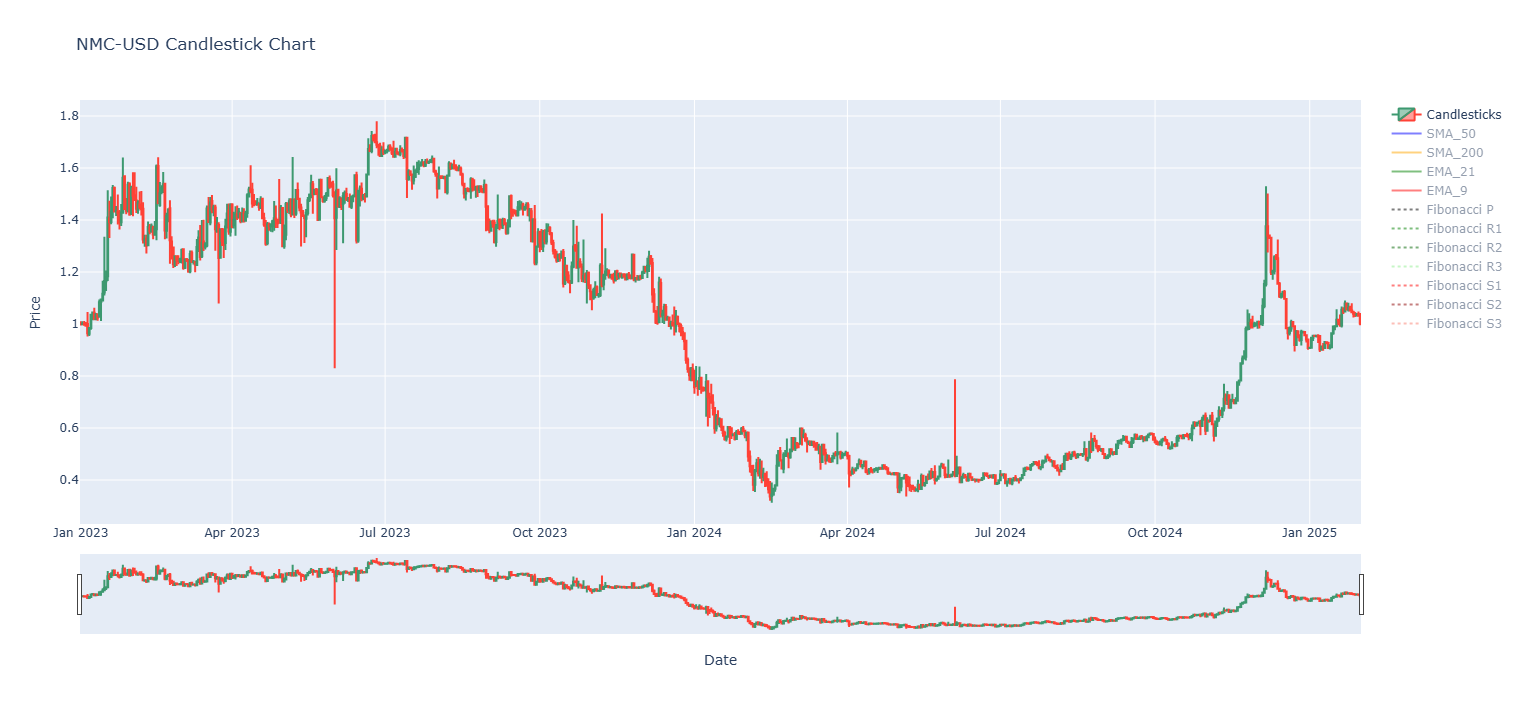 NMC-USD Candlestick Chart
Price
1.8
1.6
1.4
1.2
1
0.8
0.6
0.4
Jan 2023
Apr 2023
Jul 2023
Oct 2023
Jan 2024
Apr 2024
Jul 2024
Oct 2024
Jan 2025
Date
Candlesticks
SMA_50
SMA_200
EMA_21
EMA_9
Fibonacci P
Fibonacci R1
Fibonacci R2
Fibonacci R3
Fibonacci S1
Fibonacci S2
Fibonacci S3